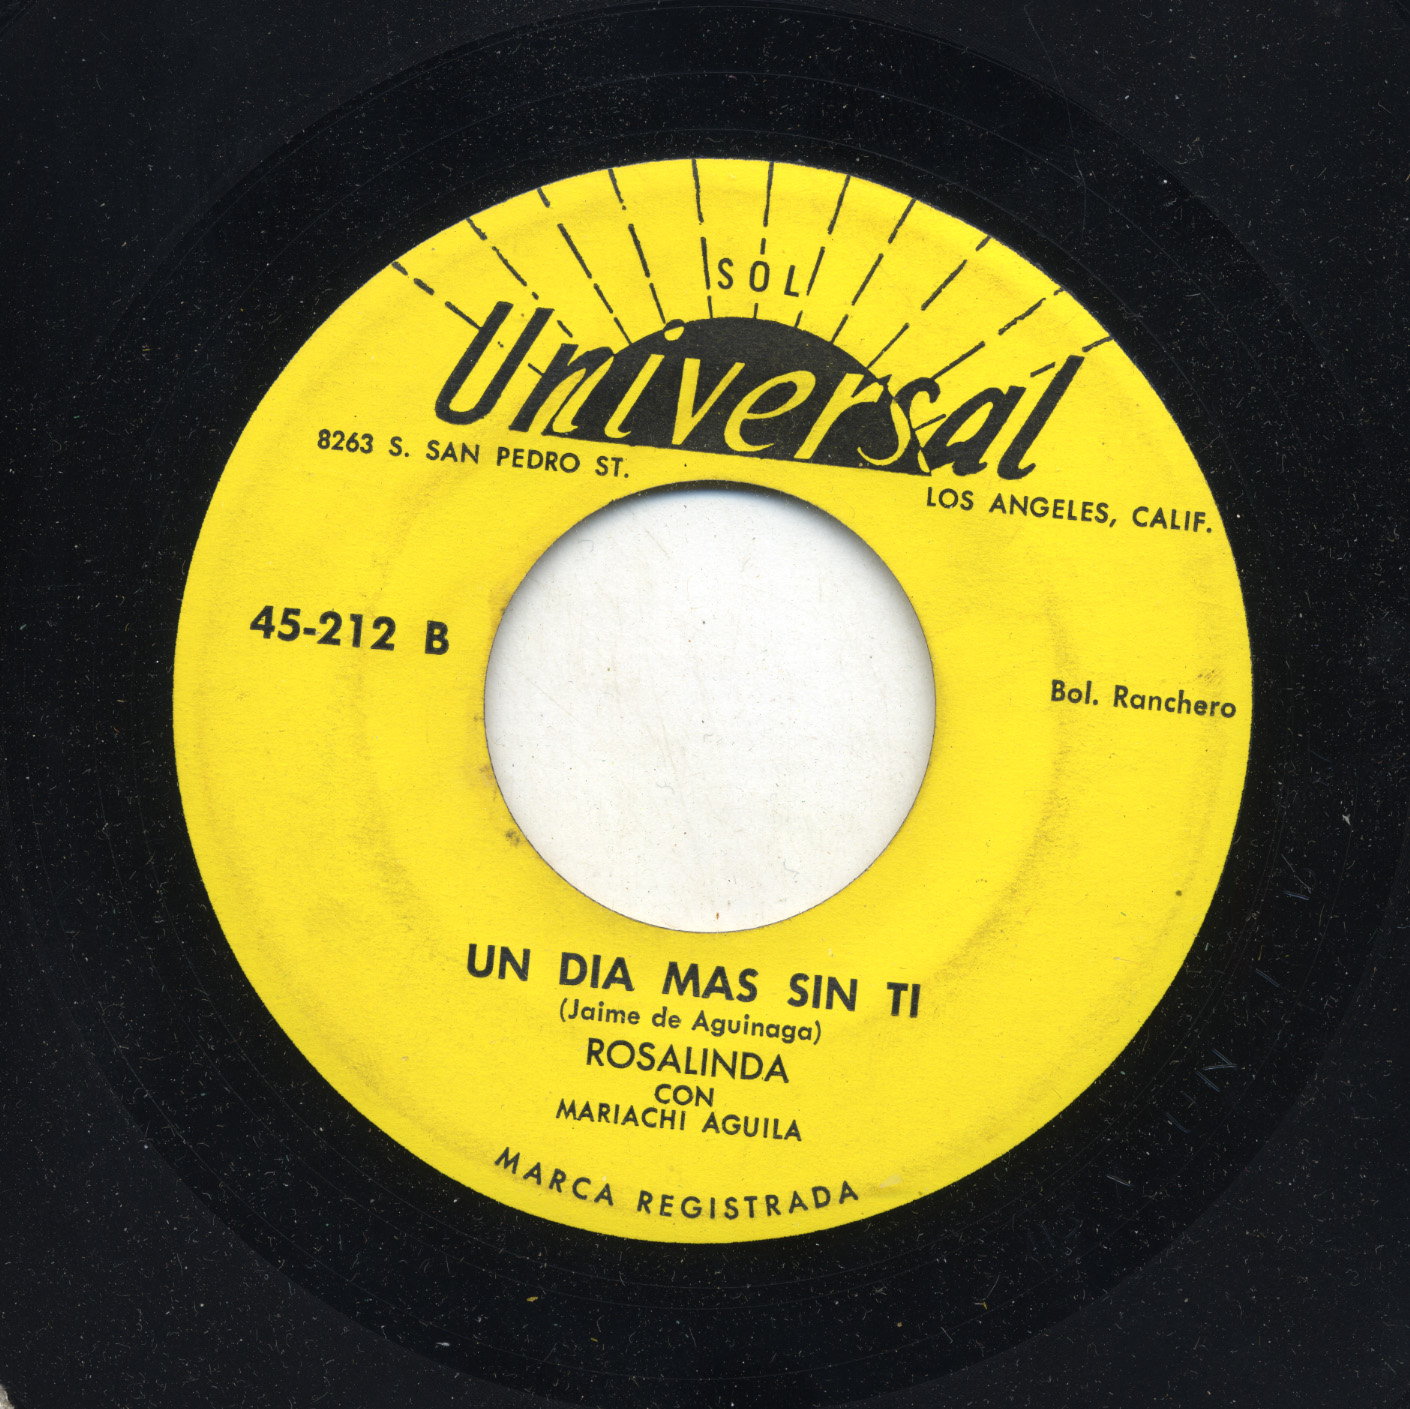 SOL
Universal
8263 S. SAN PEDRO ST.
LOS ANGELES, CALIF.
45-212 B
Bol. Ranchero
UN DIA MAS SIN TI
(Jaime de Aguinaga)
ROSALINDA
CON
MARIACHI AGUILA
MARCA REGISTRADA